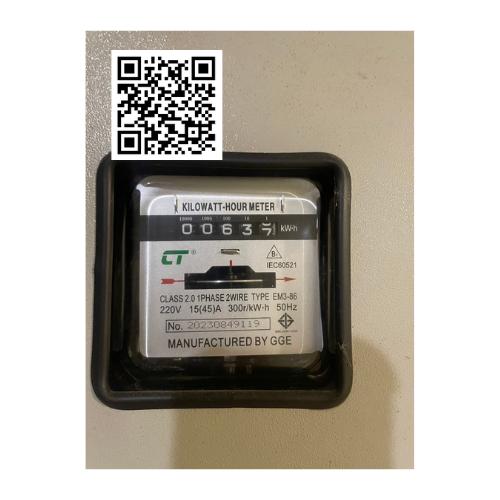 KILOWATT-HOUR METER
10000 1000 100 10 1
0 0 6 3 kW·h
CT
B
IEC60521
CLASS 2.0 1PHASE 2WIRE TYPE EM3-86
220V 15(45)A 300r/kW·h 50Hz
No. 20230849119
MANUFACTURED BY GGE